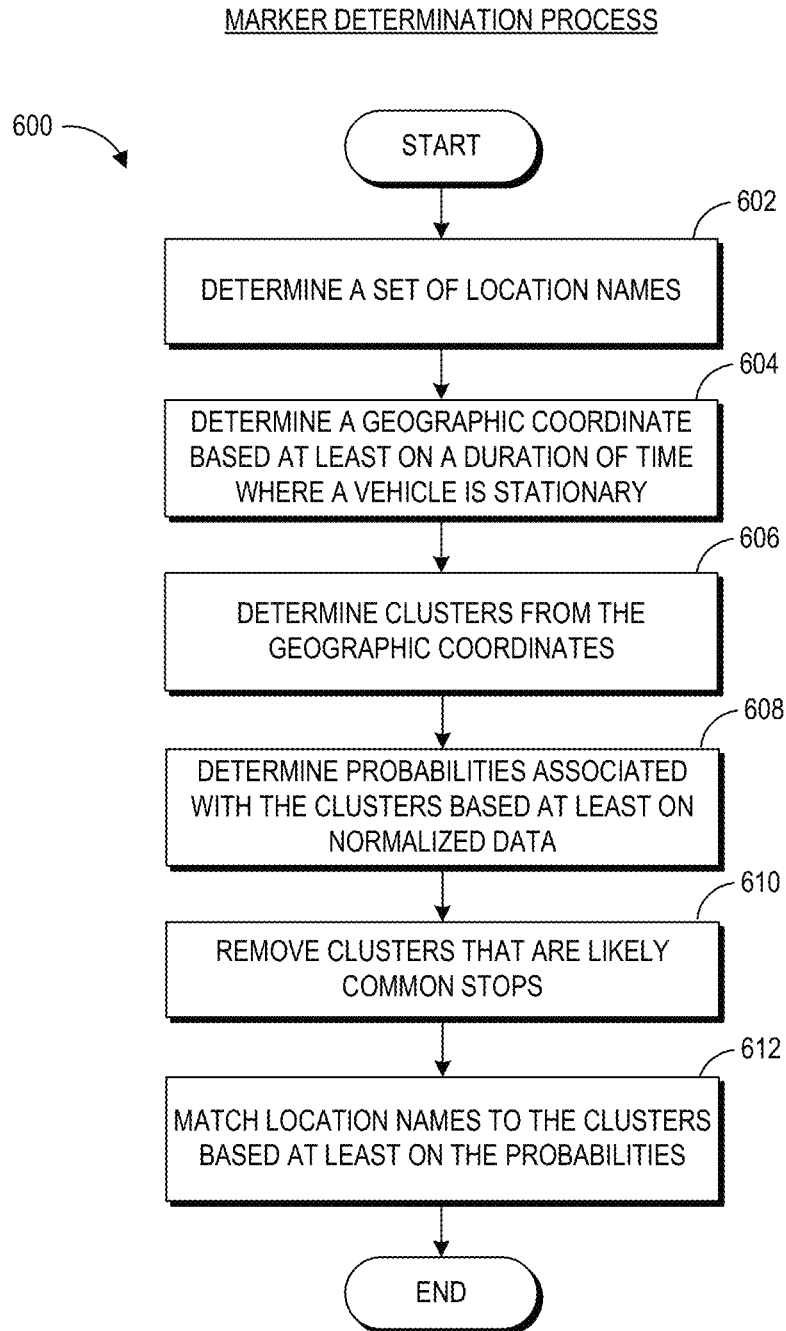 MARKER DETERMINATION PROCESS
600
START
602
DETERMINE A SET OF LOCATION NAMES
604
DETERMINE A GEOGRAPHIC COORDINATE
BASED AT LEAST ON A DURATION OF TIME
WHERE A VEHICLE IS STATIONARY
606
DETERMINE CLUSTERS FROM THE
GEOGRAPHIC COORDINATES
608
DETERMINE PROBABILITIES ASSOCIATED
WITH THE CLUSTERS BASED AT LEAST ON
NORMALIZED DATA
610
REMOVE CLUSTERS THAT ARE LIKELY
COMMON STOPS
612
MATCH LOCATION NAMES TO THE CLUSTERS
BASED AT LEAST ON THE PROBABILITIES
END